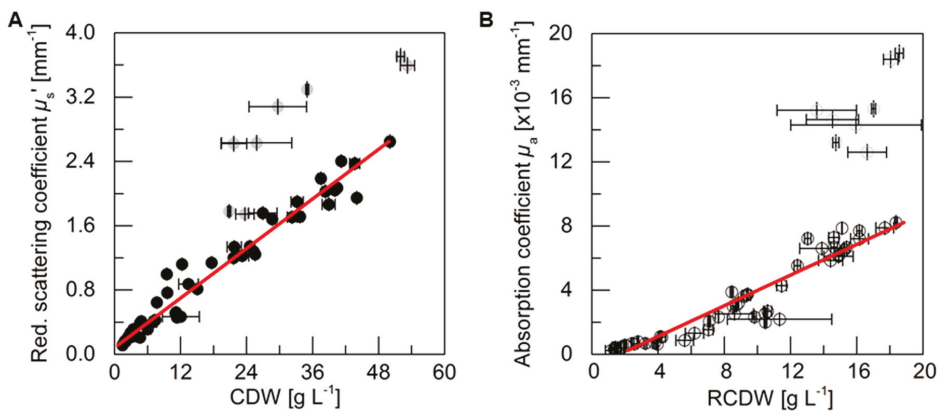 A
Red. scattering coefficient μs' [mm-1]
4.0
3.2
2.4
1.6
0.8
0.0
0 12 24 36 48 60
CDW [g L-1]
B
Absorption coefficient μa [x10-3 mm-1]
20
16
12
8
4
0
0 4 8 12 16 20
RCDW [g L-1]